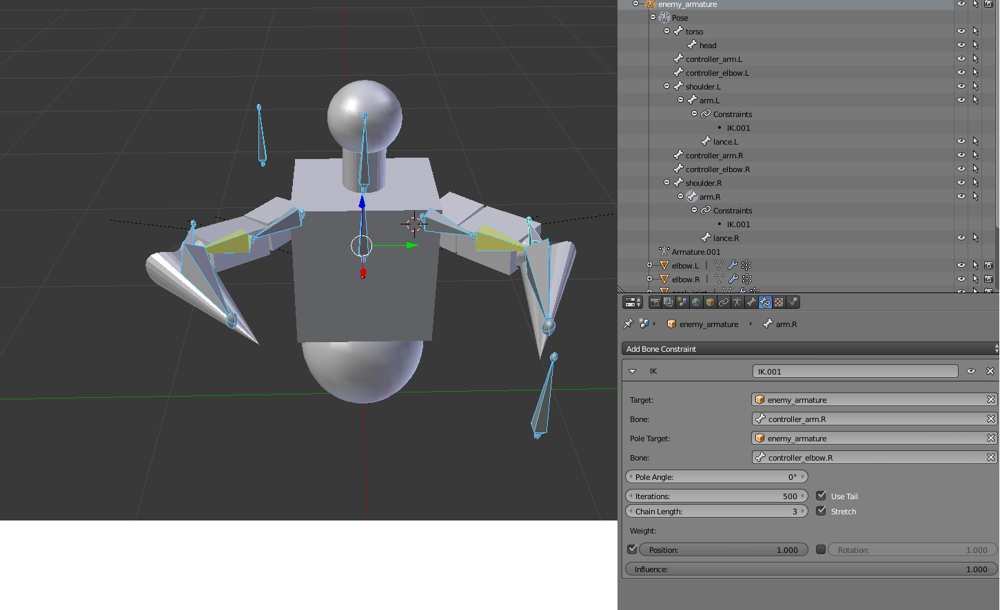 enemy_armature
Pose
torso
head
controller_arm.L
controller_elbow.L
shoulder.L
arm.L
Constraints
IK.001
lance.L
controller_arm.R
controller_elbow.R
shoulder.R
arm.R
Constraints
IK.001
lance.R
Armature.001
elbow.L
elbow.R
enemy_armature
arm.R
Add Bone Constraint
IK
IK.001
Target:
enemy_armature
Bone:
controller_arm.R
Pole Target:
enemy_armature
Bone:
controller_elbow.R
Pole Angle: 0°
Iterations: 500
Use Tail
Chain Length: 3
Stretch
Weight:
Position: 1.000
Rotation: 1.000
Influence: 1.000